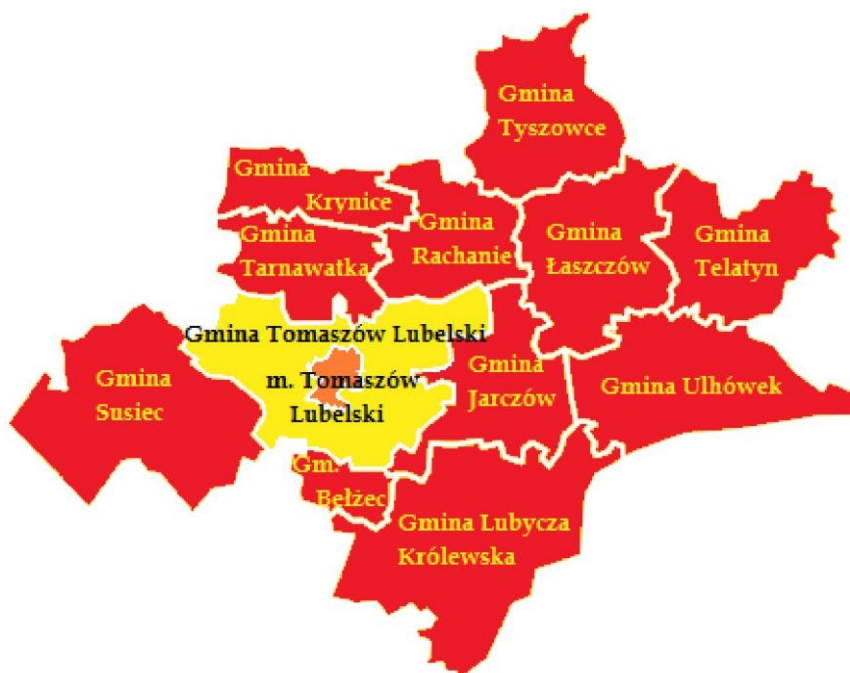 Gmina
Tyszowce
Gmina
Krynice
Gmina
Rachanie
Gmina
Tarnawatka
Gmina
Łaszczów
Gmina
Telatyn
Gmina Tomaszów Lubelski
m. Tomaszów
Lubelski
Gmina
Jarczów
Gmina Ulhówek
Gmina
Susiec
Gm.
Bełżec
Gmina Lubycza
Królewska